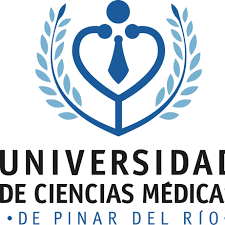 UNIVERSIDAD
DE CIENCIAS MÉDICA
• DE PINAR DEL RÍO